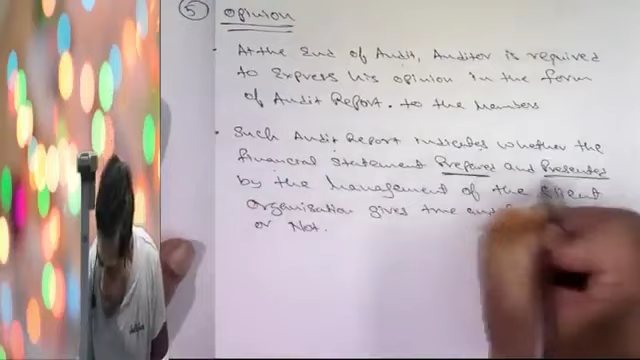 ⑤ Opinion
• At the End of Audit, Auditor is required
to Express his opinion in the form
of Audit Report. to the Members
• Such Audit Report indicates whether the
financial statement Prepared and Presented
by the Management of the Client
Organisation gives true and
or Not.